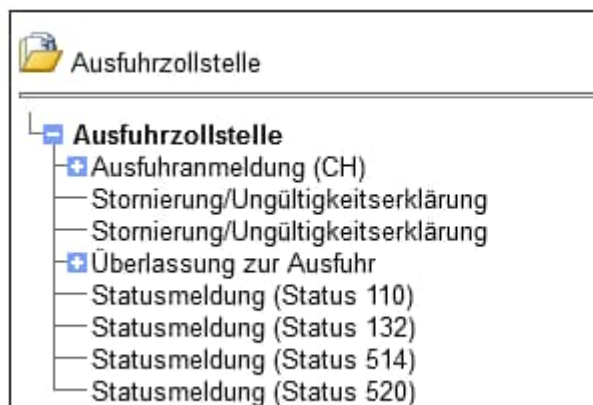 Ausfuhrzollstelle
Ausfuhrzollstelle
Ausfuhranmeldung (CH)
Stornierung/Ungültigkeitserklärung
Stornierung/Ungültigkeitserklärung
Überlassung zur Ausfuhr
Statusmeldung (Status 110)
Statusmeldung (Status 132)
Statusmeldung (Status 514)
Statusmeldung (Status 520)